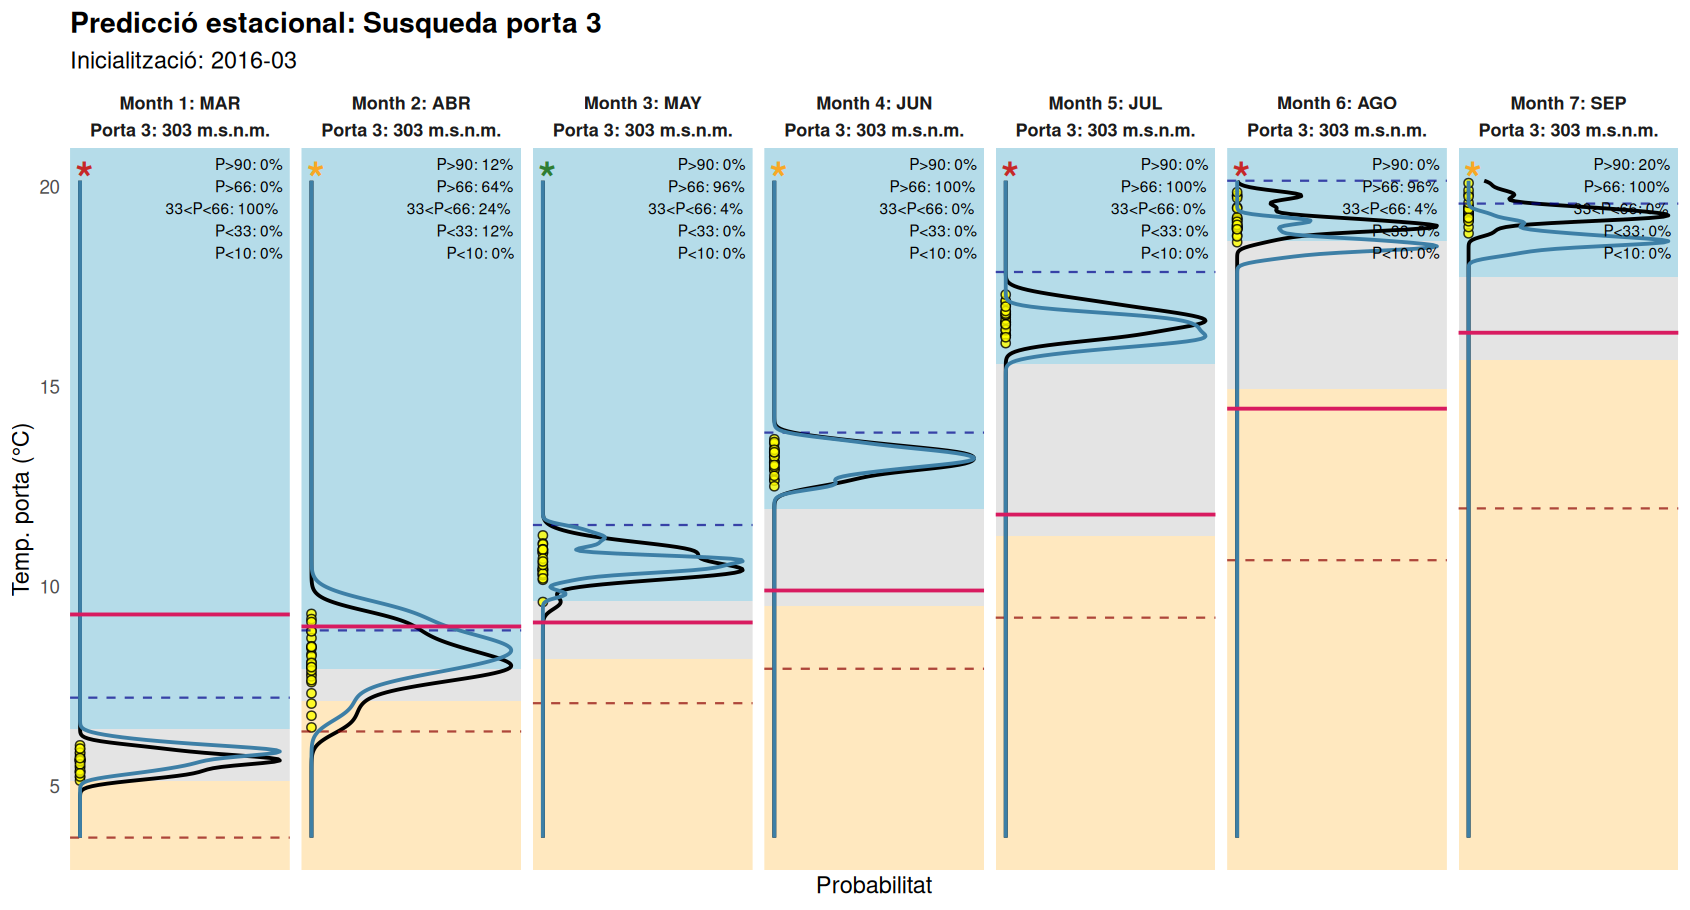 Predicció estacional: Susqueda porta 3
Inicialització: 2016-03
Month 1: MAR
Porta 3: 303 m.s.n.m.
Month 2: ABR
Porta 3: 303 m.s.n.m.
Month 3: MAY
Porta 3: 303 m.s.n.m.
Month 4: JUN
Porta 3: 303 m.s.n.m.
Month 5: JUL
Porta 3: 303 m.s.n.m.
Month 6: AGO
Porta 3: 303 m.s.n.m.
Month 7: SEP
Porta 3: 303 m.s.n.m.
Temp. porta (°C)
20
15
10
5
*
P>90: 0%
P>66: 0%
33<P<66: 100%
P<33: 0%
P<10: 0%
*
P>90: 12%
P>66: 64%
33<P<66: 24%
P<33: 12%
P<10: 0%
*
P>90: 0%
P>66: 96%
33<P<66: 4%
P<33: 0%
P<10: 0%
*
P>90: 0%
P>66: 100%
33<P<66: 0%
P<33: 0%
P<10: 0%
*
P>90: 0%
P>66: 100%
33<P<66: 0%
P<33: 0%
P<10: 0%
*
P>90: 0%
P>66: 96%
33<P<66: 4%
P<33: 0%
P<10: 0%
*
P>90: 20%
P>66: 100%
33<P<66: 0%
P<33: 0%
P<10: 0%
Probabilitat